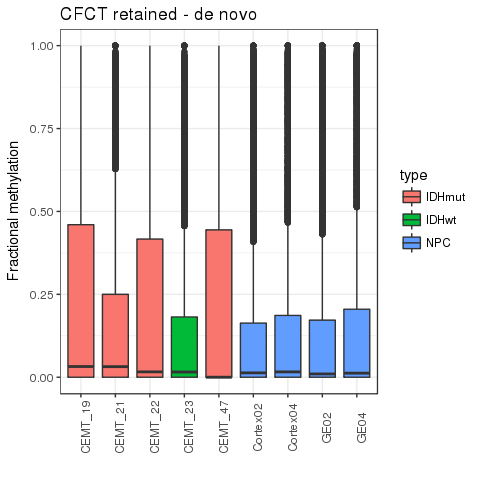 CFCT retained - de novo
Fractional methylation
1.00
0.75
0.50
0.25
0.00
CEMT_19
CEMT_21
CEMT_22
CEMT_23
CEMT_47
Cortex02
Cortex04
GE02
GE04
type
IDHmut
IDHwt
NPC